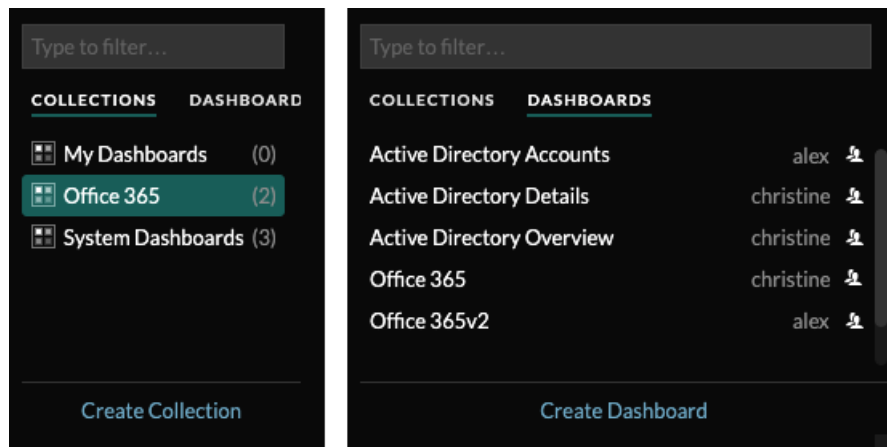 Type to filter...
COLLECTIONS DASHBOARD
My Dashboards (0)
Office 365 (2)
System Dashboards (3)
Create Collection
Type to filter...
COLLECTIONS DASHBOARDS
Active Directory Accounts alex
Active Directory Details christine
Active Directory Overview christine
Office 365 christine
Office 365v2 alex
Create Dashboard